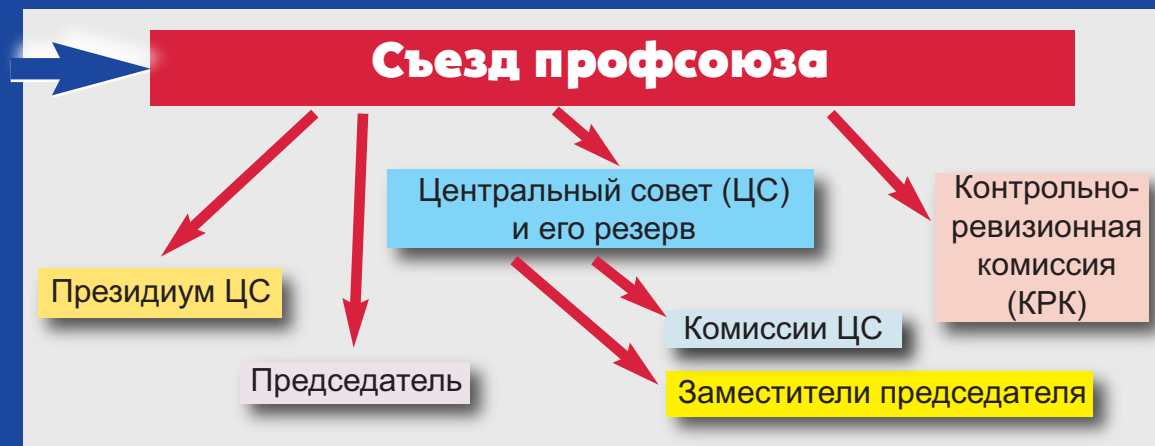 Съезд профсоюза
Центральный совет (ЦС)
и его резерв
Контрольно-
ревизионная
комиссия
(КРК)
Президиум ЦС
Комиссии ЦС
Председатель
Заместители председателя